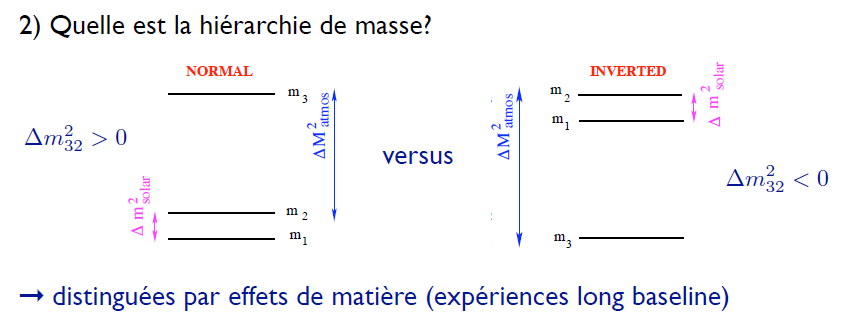 2) Quelle est la hiérarchie de masse?
NORMAL
m3
Δm²32 > 0
ΔM²atmos
Δ m²solar
m2
m1
versus
INVERTED
m2
m1
Δ m²solar
ΔM²atmos
Δm²32 < 0
m3
→ distinguées par effets de matière (expériences long baseline)